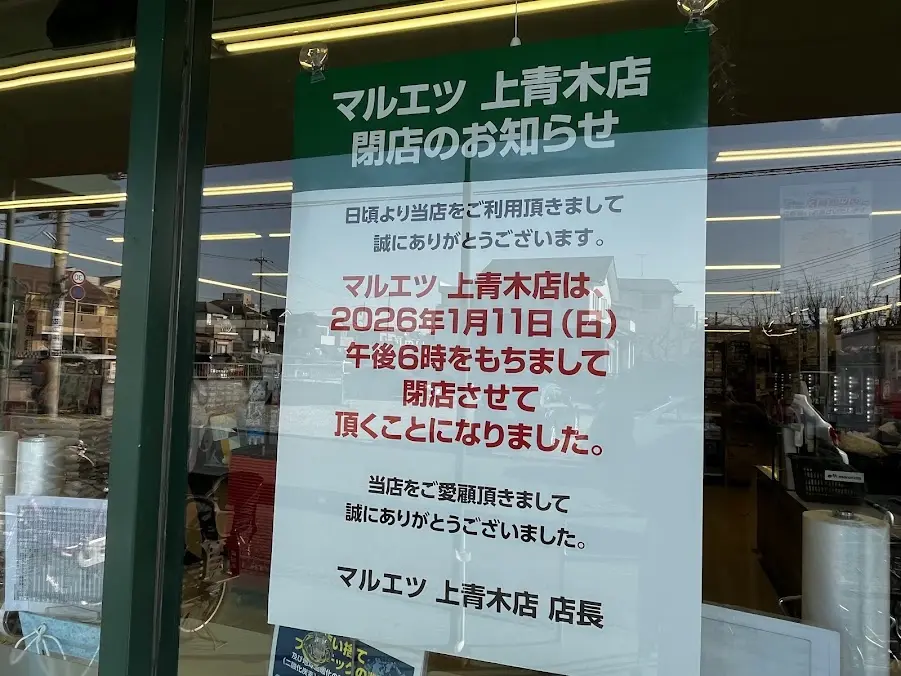 マルエツ 上青木店
閉店のお知らせ
日頃より当店をご利用頂きまして
誠にありがとうございます。
マルエツ 上青木店は、
2026年1月11日(日)
午後6時をもちまして
閉店させて
頂くことになりました。
当店をご愛顧頂きまして
誠にありがとうございました。
マルエツ 上青木店 店長
い捨て